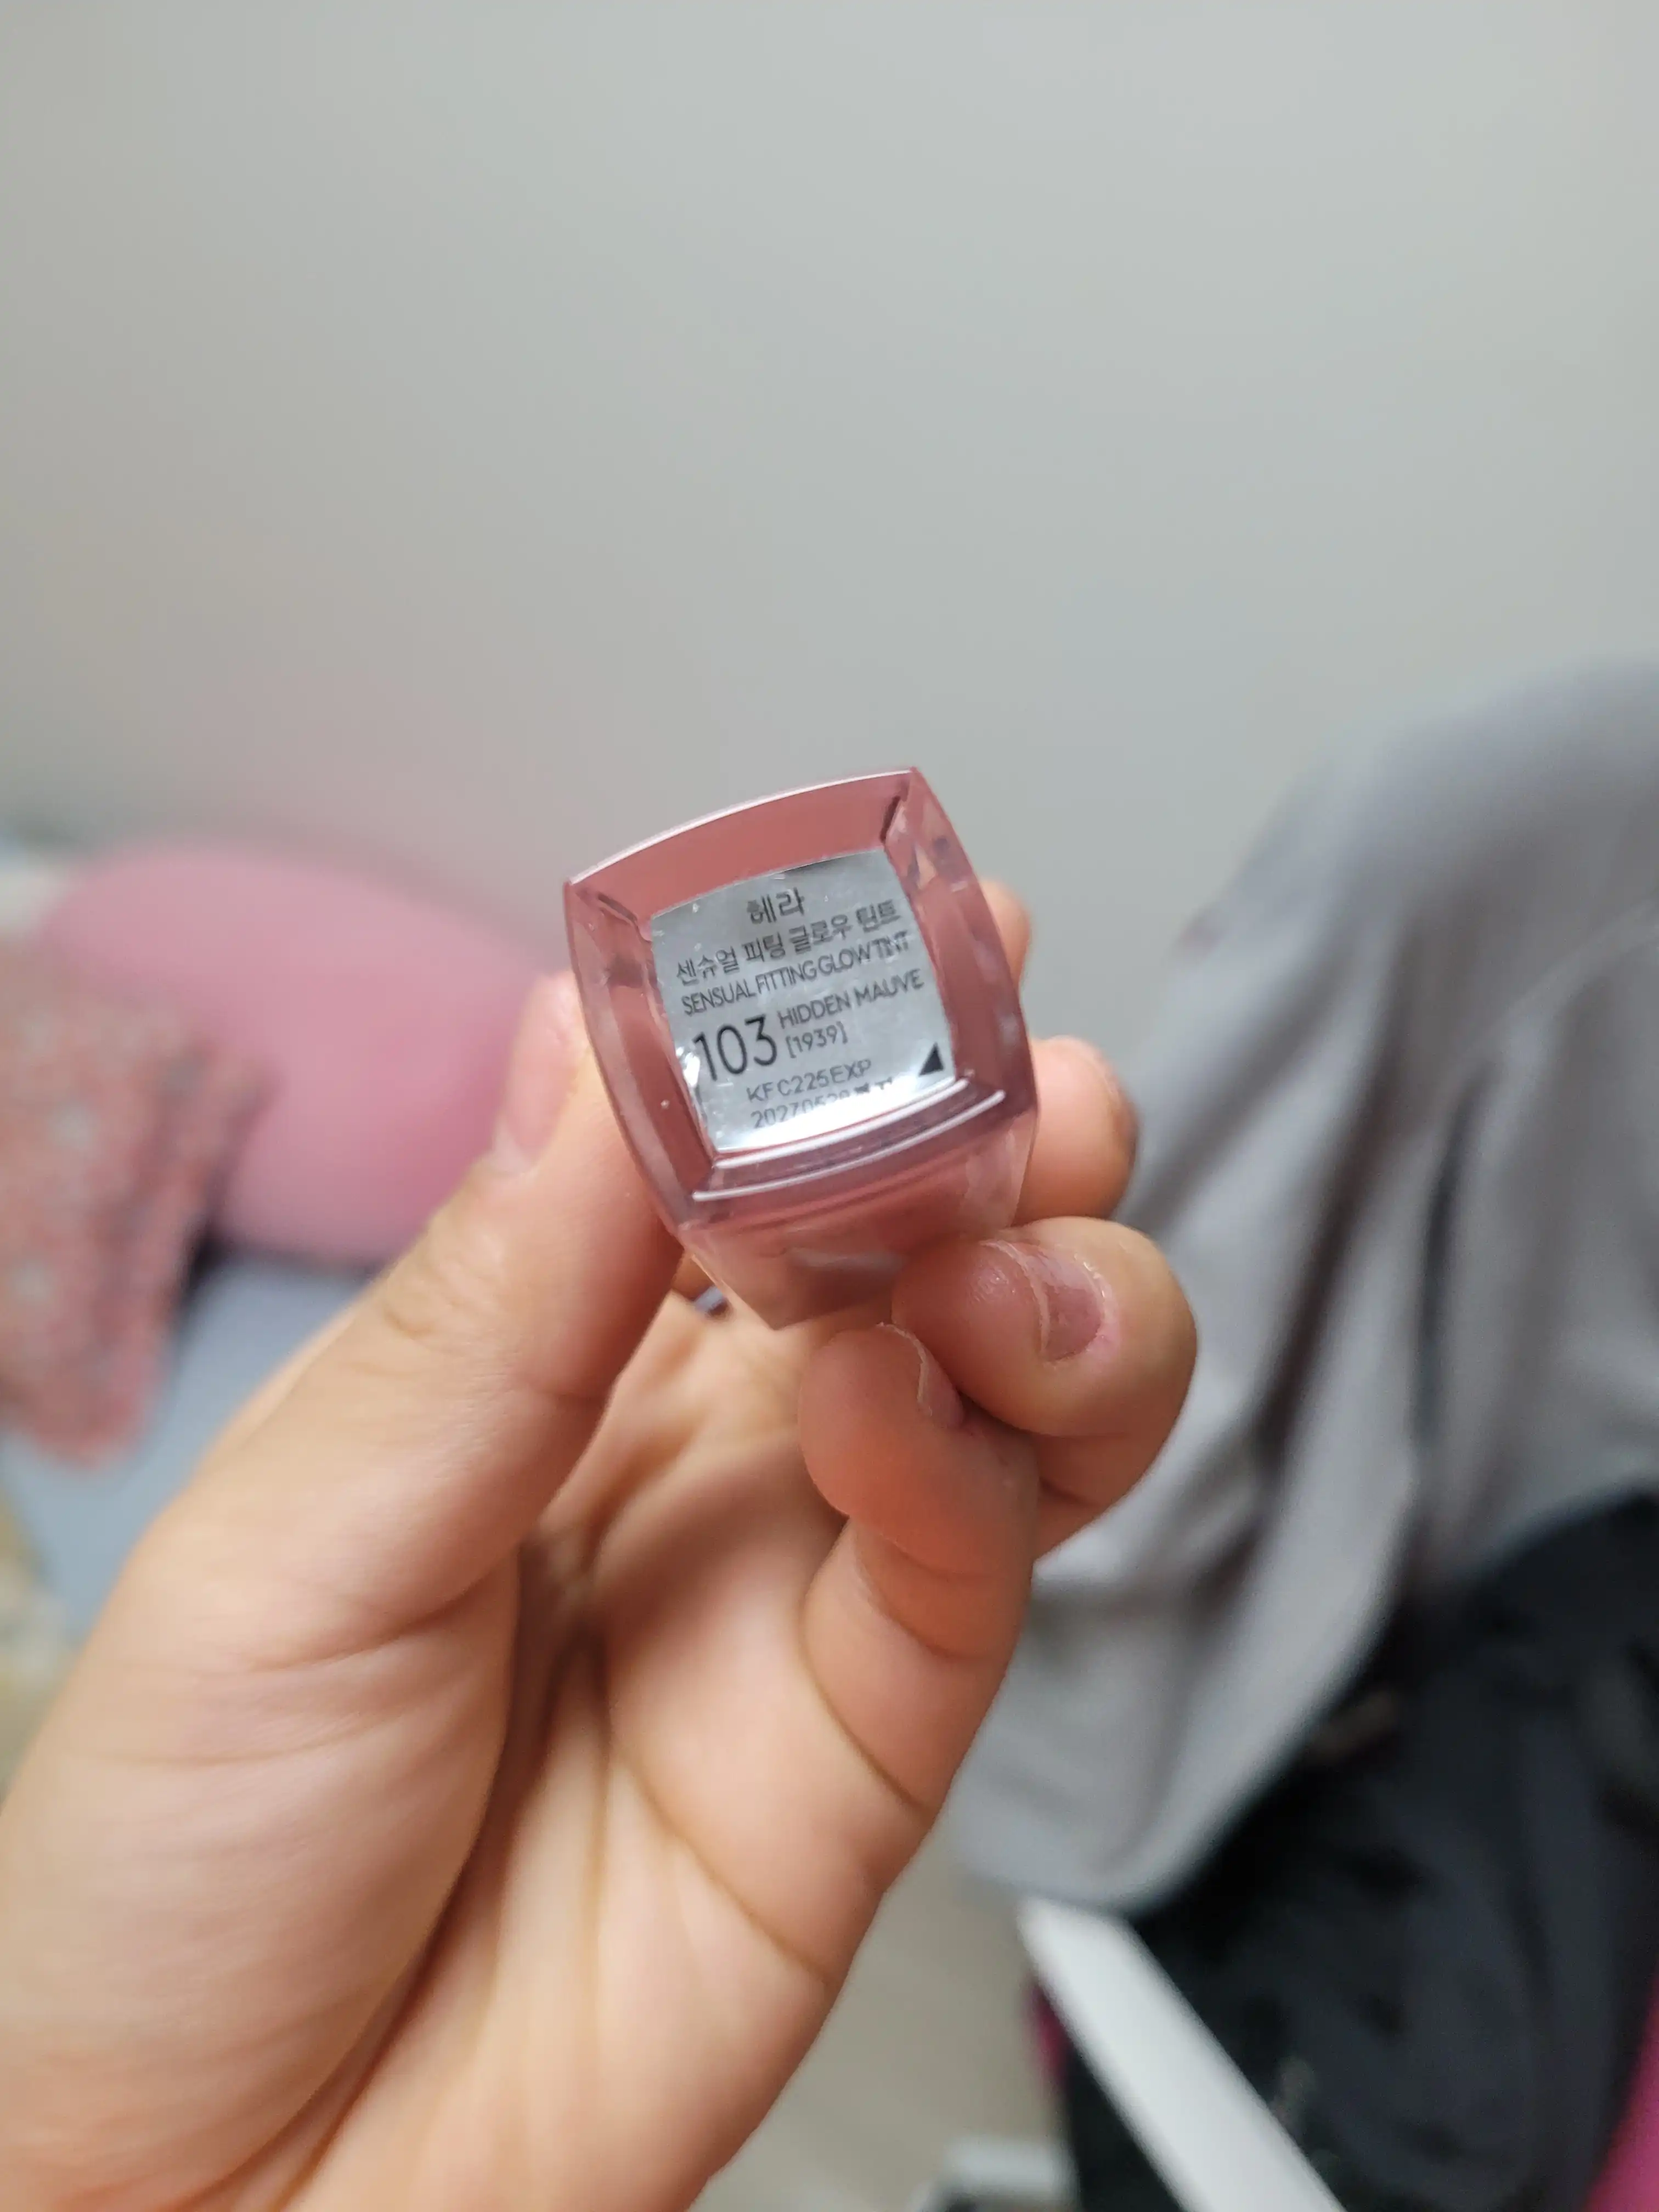 헤라
센슈얼 피팅 글로우 틴트
SENSUAL FITTING GLOW TINT
103 HIDDEN MAUVE
[1939]
KFC225EXP